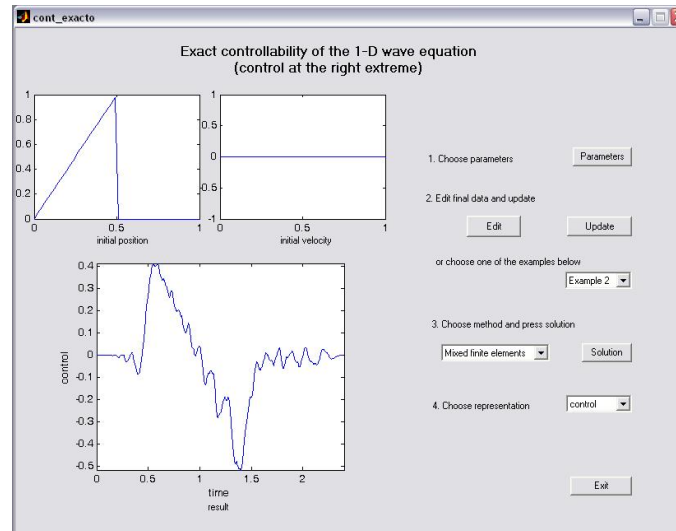 cont_exacto
Exact controllability of the 1-D wave equation
(control at the right extreme)
1
0.8
0.6
0.4
0.2
0
0
0.5
1
initial position
1
0.5
0
-0.5
-1
0
0.5
1
initial velocity
0.4
0.3
0.2
0.1
0
-0.1
-0.2
-0.3
-0.4
-0.5
control
0
0.5
1
1.5
2
time
result
1. Choose parameters
Parameters
2. Edit final data and update
Edit
Update
or choose one of the examples below
Example 2
3. Choose method and press solution
Mixed finite elements
Solution
4. Choose representation
control
Exit